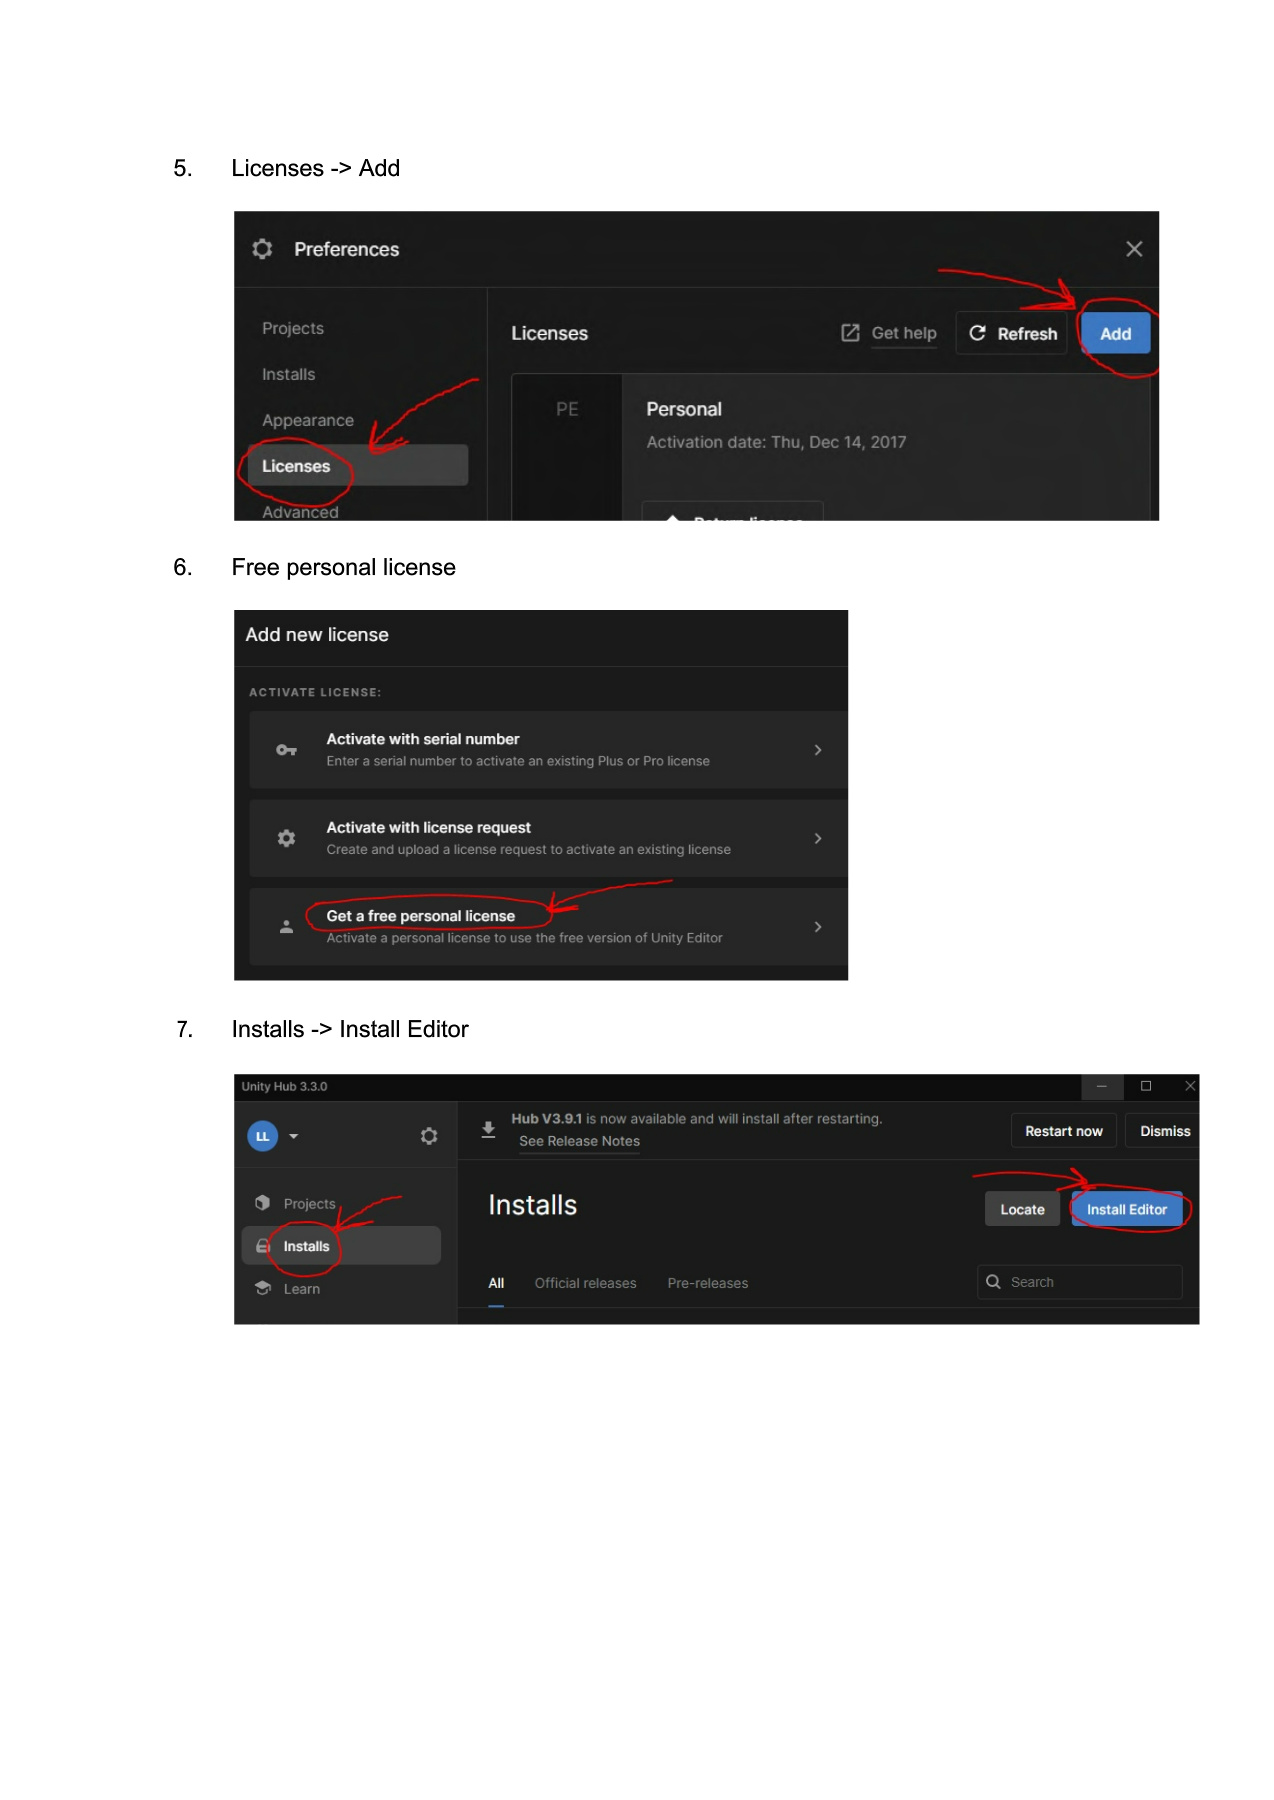 5. Licenses -> Add
Preferences
Projects
Installs
Appearance
Licenses
Advanced
Licenses
Get help
Refresh
Add
PE
Personal
Activation date: Thu, Dec 14, 2017
Return license
6. Free personal license
Add new license
ACTIVATE LICENSE:
Activate with serial number
Enter a serial number to activate an existing Plus or Pro license
Activate with license request
Create and upload a license request to activate an existing license
Get a free personal license
Activate a personal license to use the free version of Unity Editor
7. Installs -> Install Editor
Unity Hub 3.3.0
LL
Hub V3.9.1 is now available and will install after restarting.
See Release Notes
Restart now
Dismiss
Projects
Installs
Learn
Installs
Locate
Install Editor
All
Official releases
Pre-releases
Search